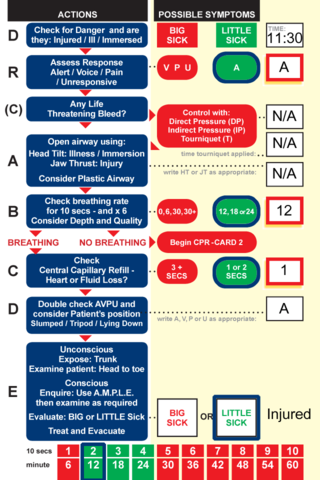 ACTIONS
POSSIBLE SYMPTOMS
D
Check for Danger and are
they: Injured / Ill / Immersed
BIG
SICK
LITTLE
SICK
TIME:
11:30
R
Assess Response
Alert / Voice / Pain
/ Unresponsive
V P U
A
A
(C)
Any Life
Threatening Bleed?
Control with:
Direct Pressure (DP)
Indirect Pressure (IP)
Tourniquet (T)
N/A
time tourniquet applied:
N/A
A
Open airway using:
Head Tilt: Illness / Immersion
Jaw Thrust: Injury
Consider Plastic Airway
write HT or JT as appropriate:
N/A
B
Check breathing rate
for 10 secs - and x 6
Consider Depth and Quality
0,6,30,30+
12,18 or 24
12
BREATHING
NO BREATHING
Begin CPR -CARD 2
C
Check
Central Capillary Refill -
Heart or Fluid Loss?
3 +
SECS
1 or 2
SECS
1
D
Double check AVPU and
consider Patient's position
Slumped / Tripod / Lying Down
write A, V, P or U as appropriate:
A
E
Unconscious
Expose: Trunk
Examine patient: Head to toe
Conscious
Enquire: Use A.M.P.L.E.
then examine as required
Evaluate: BIG or LITTLE Sick
Treat and Evacuate
BIG
SICK
OR
LITTLE
SICK
Injured
10 secs 1 2 3 4 5 6 7 8 9 10
minute 6 12 18 24 30 36 42 48 54 60